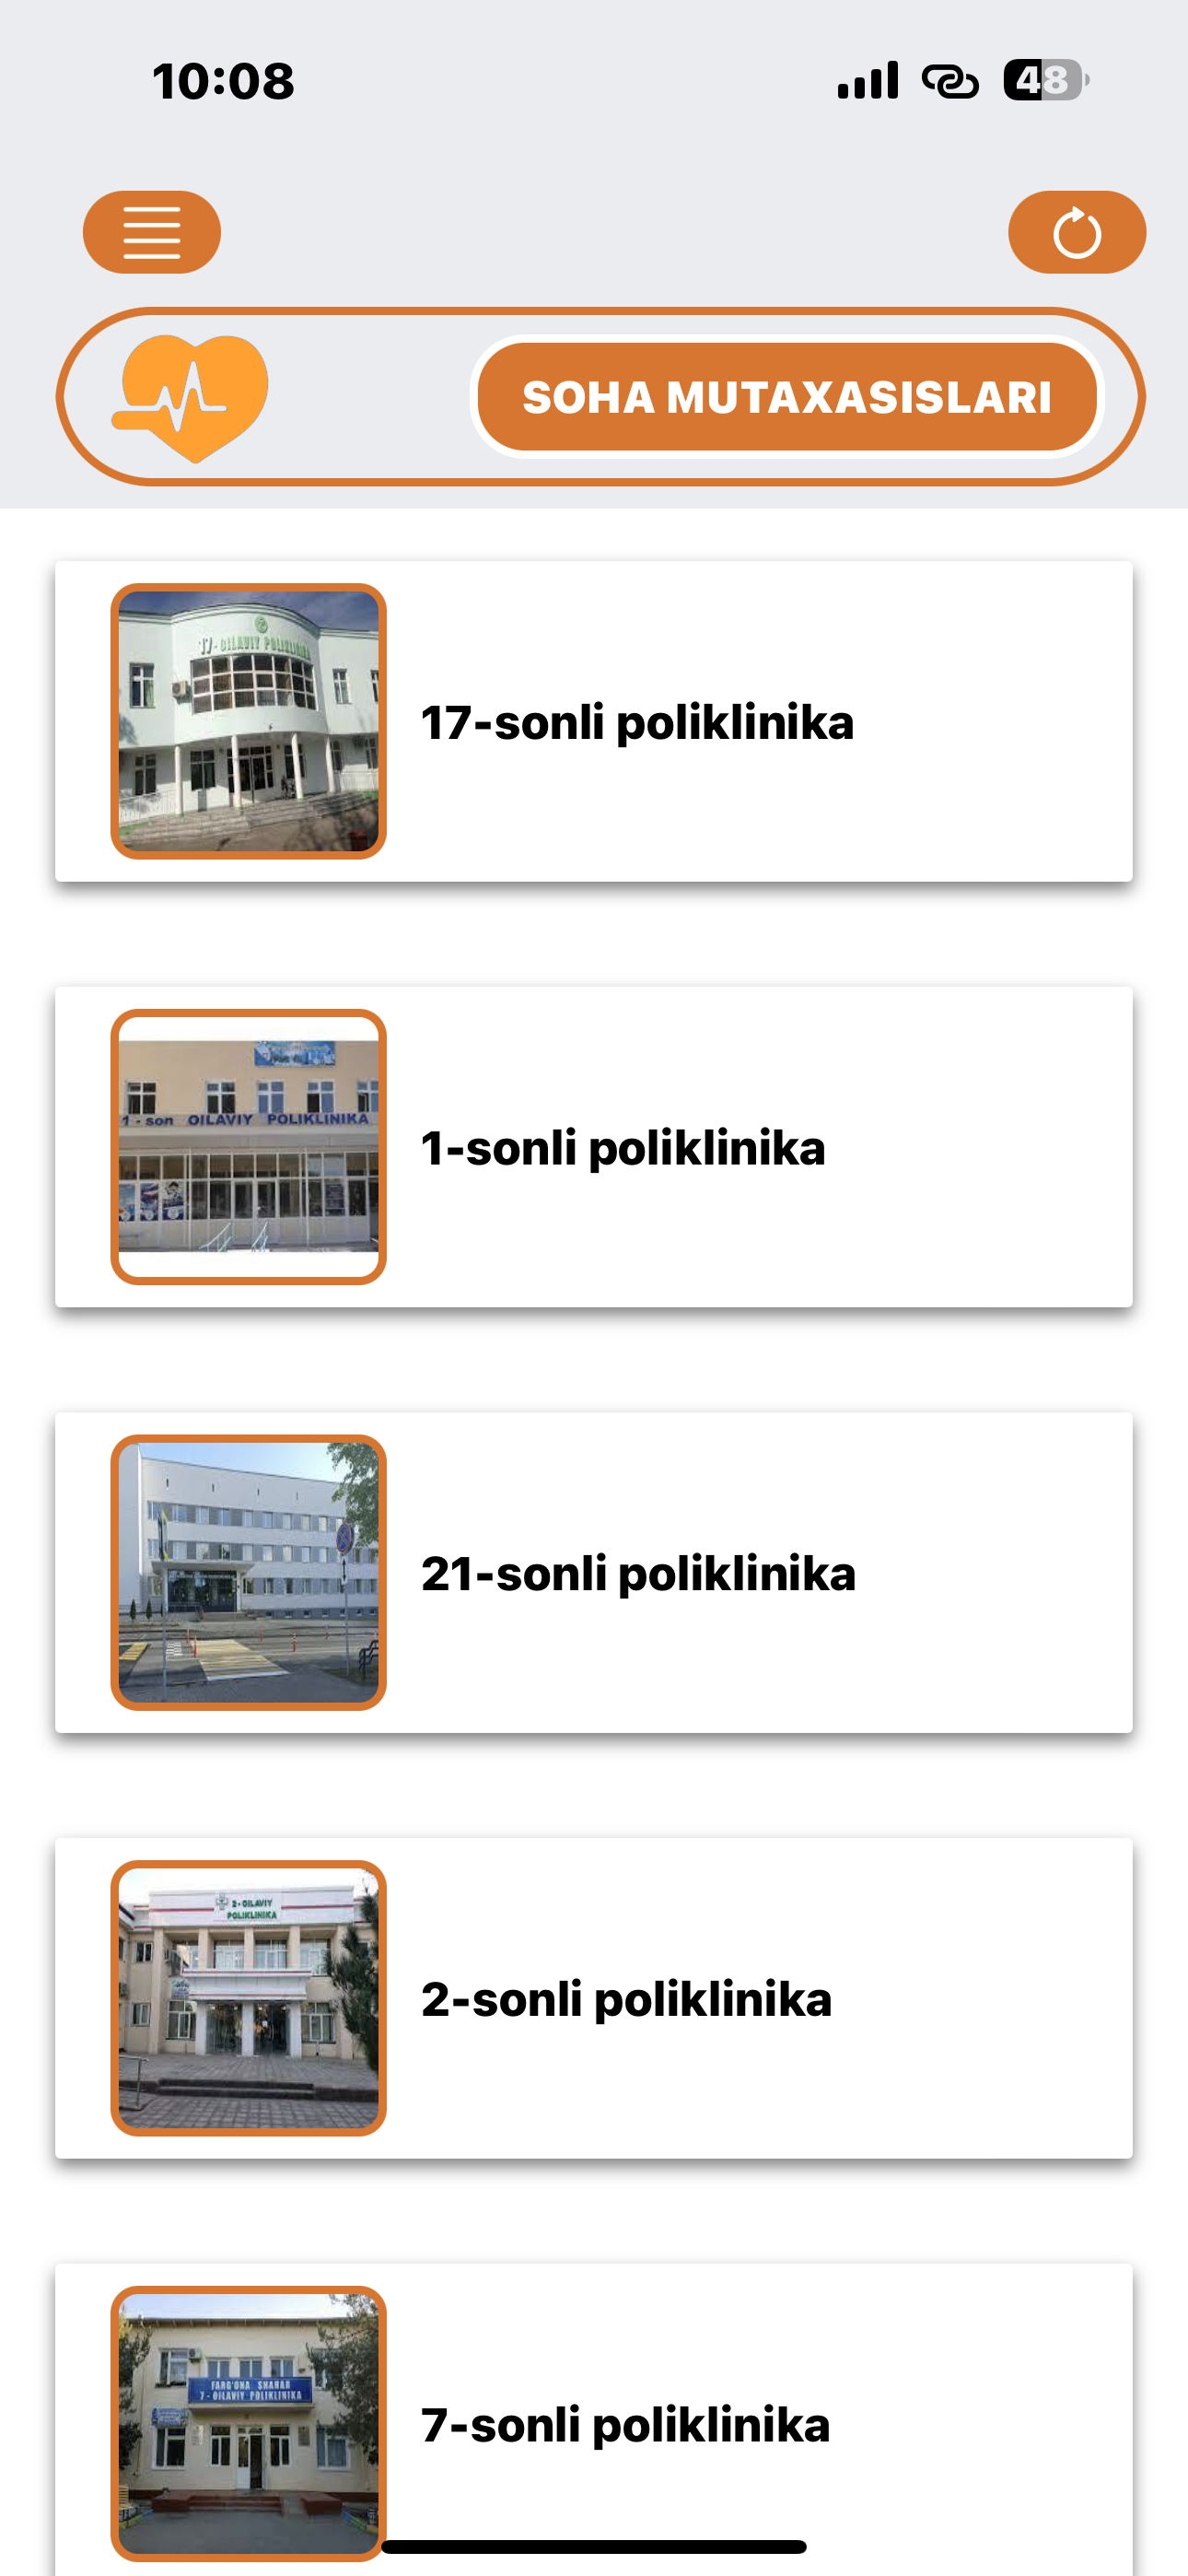 10:08
48
SOHA MUTAXASISLARI
17- OILAVIY POLIKLINIKA
17-sonli poliklinika
1 - son OILAVIY POLIKLINIKA
1-sonli poliklinika
21-sonli poliklinika
2- OILAVIY
POLIKLINIKA
2-sonli poliklinika
FARG'ONA SHAHAR
7 - OILAVIY POLIKLINIKA
7-sonli poliklinika